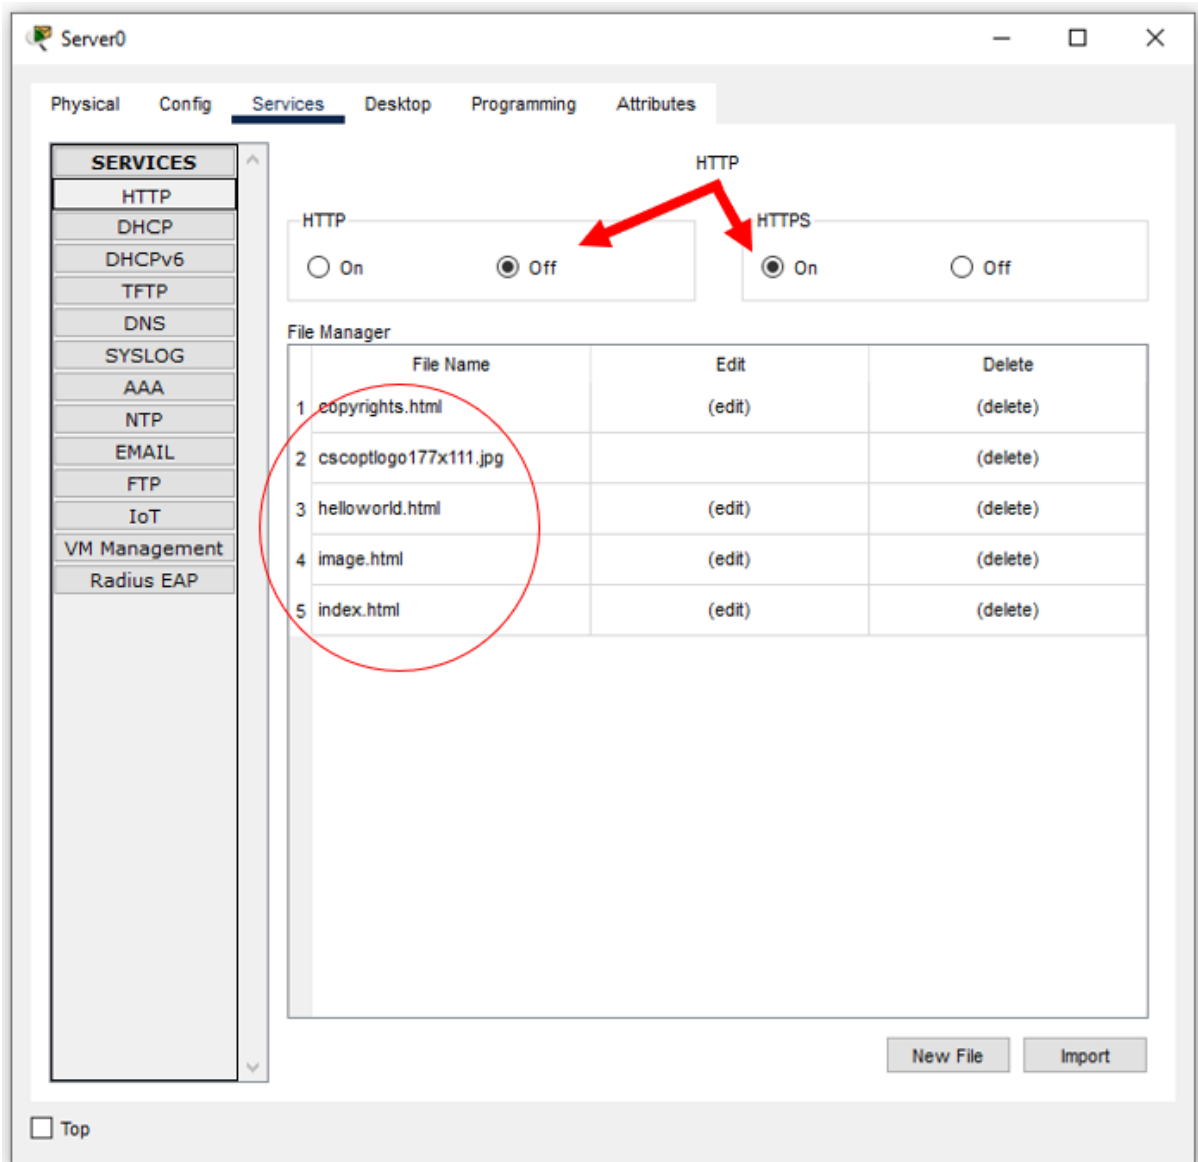 Server0
Physical Config Services Desktop Programming Attributes
SERVICES
HTTP
DHCP
DHCPv6
TFTP
DNS
SYSLOG
AAA
NTP
EMAIL
FTP
IoT
VM Management
Radius EAP
HTTP
HTTP HTTPS
On Off On Off
File Manager
File Name Edit Delete
1 copyrights.html (edit) (delete)
2 cscoptlogo177x111.jpg (delete)
3 helloworld.html (edit) (delete)
4 image.html (edit) (delete)
5 index.html (edit) (delete)
New File Import
Top